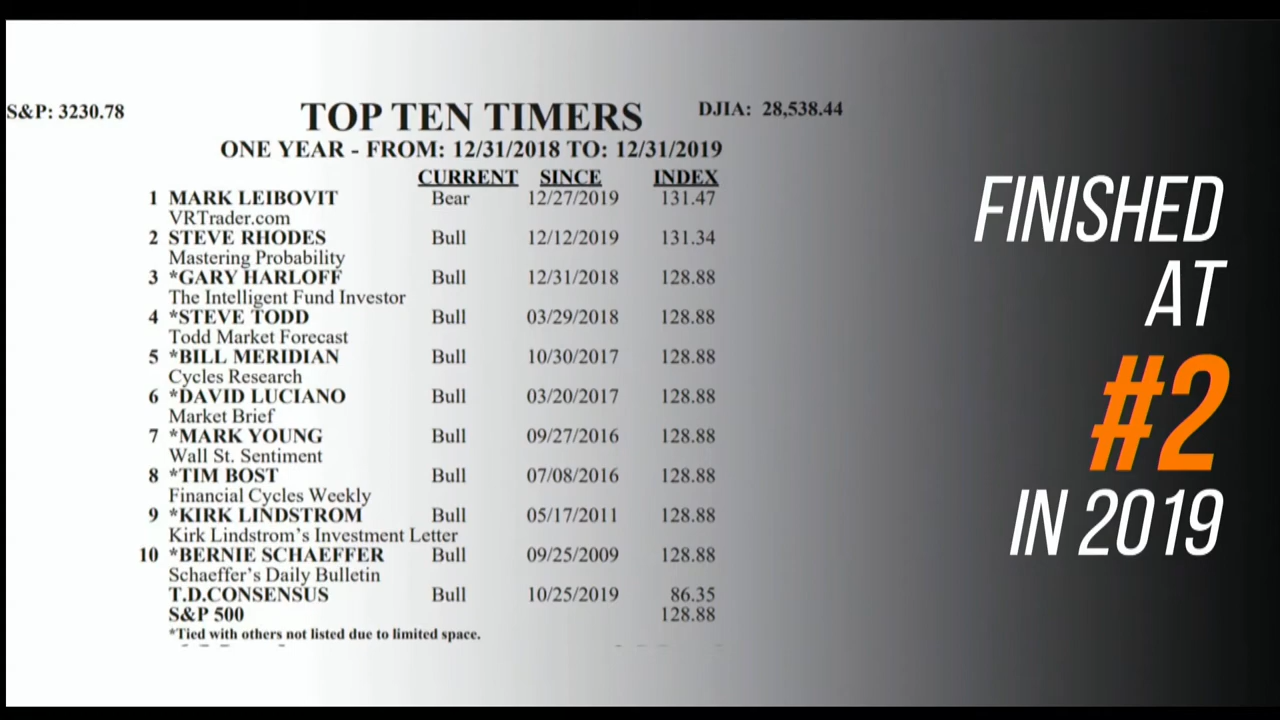 S&P: 3230.78
TOP TEN TIMERS
DJIA: 28,538.44
ONE YEAR - FROM: 12/31/2018 TO: 12/31/2019
CURRENT SINCE INDEX
1 MARK LEIBOVIT Bear 12/27/2019 131.47
VRTrader.com
2 STEVE RHODES Bull 12/12/2019 131.34
Mastering Probability
3 *GARY HARLOFF Bull 12/31/2018 128.88
The Intelligent Fund Investor
4 *STEVE TODD Bull 03/29/2018 128.88
Todd Market Forecast
5 *BILL MERIDIAN Bull 10/30/2017 128.88
Cycles Research
6 *DAVID LUCIANO Bull 03/20/2017 128.88
Market Brief
7 *MARK YOUNG Bull 09/27/2016 128.88
Wall St. Sentiment
8 *TIM BOST Bull 07/08/2016 128.88
Financial Cycles Weekly
9 *KIRK LINDSTROM Bull 05/17/2011 128.88
Kirk Lindstrom's Investment Letter
10 *BERNIE SCHAEFFER Bull 09/25/2009 128.88
Schaeffer's Daily Bulletin
T.D.CONSENSUS Bull 10/25/2019 86.35
S&P 500 128.88
*Tied with others not listed due to limited space.
FINISHED
AT
#2
IN 2019